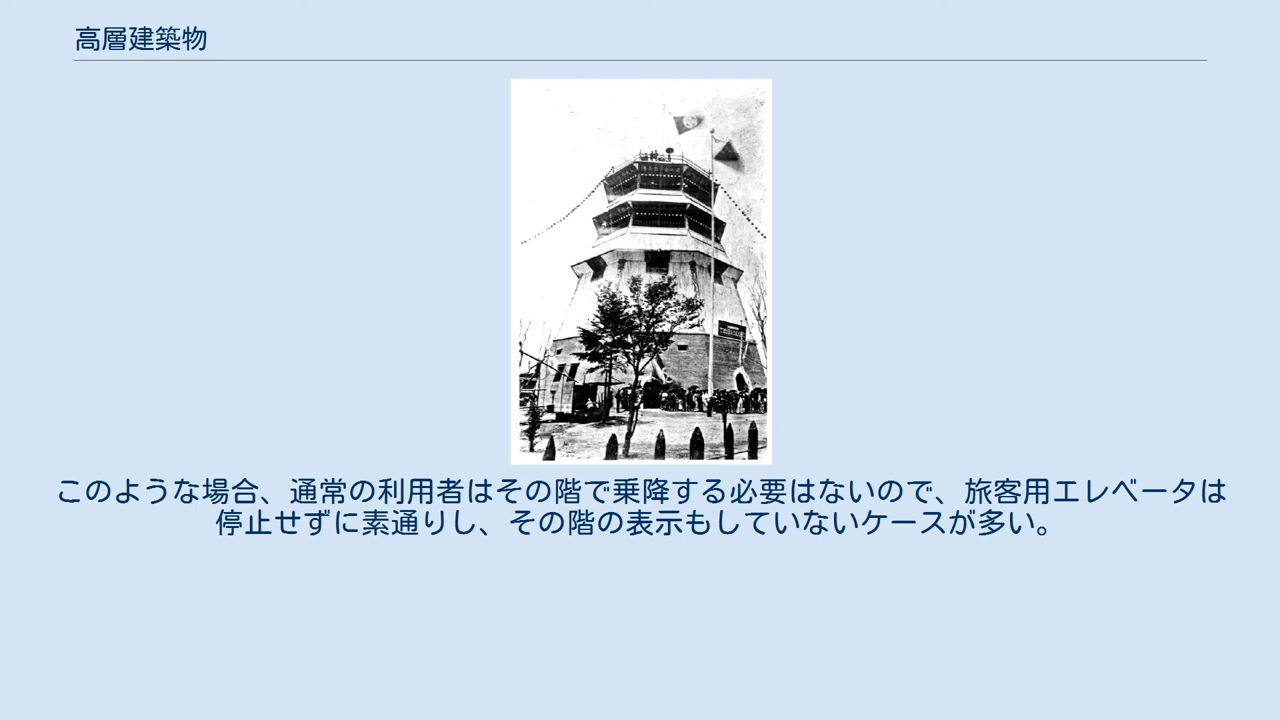 高層建築物
このような場合、通常の利用者はその階で乗降する必要はないので、旅客用エレベータは
停止せずに素通りし、その階の表示もしていないケースが多い。